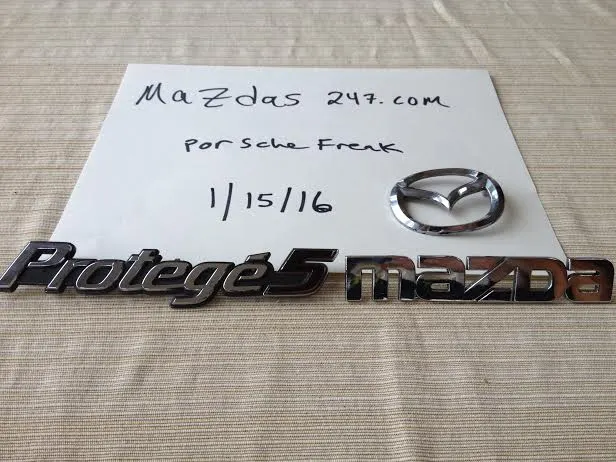 Mazdas 247.com
Porsche Freak
1/15/16
Protegé5 mazda